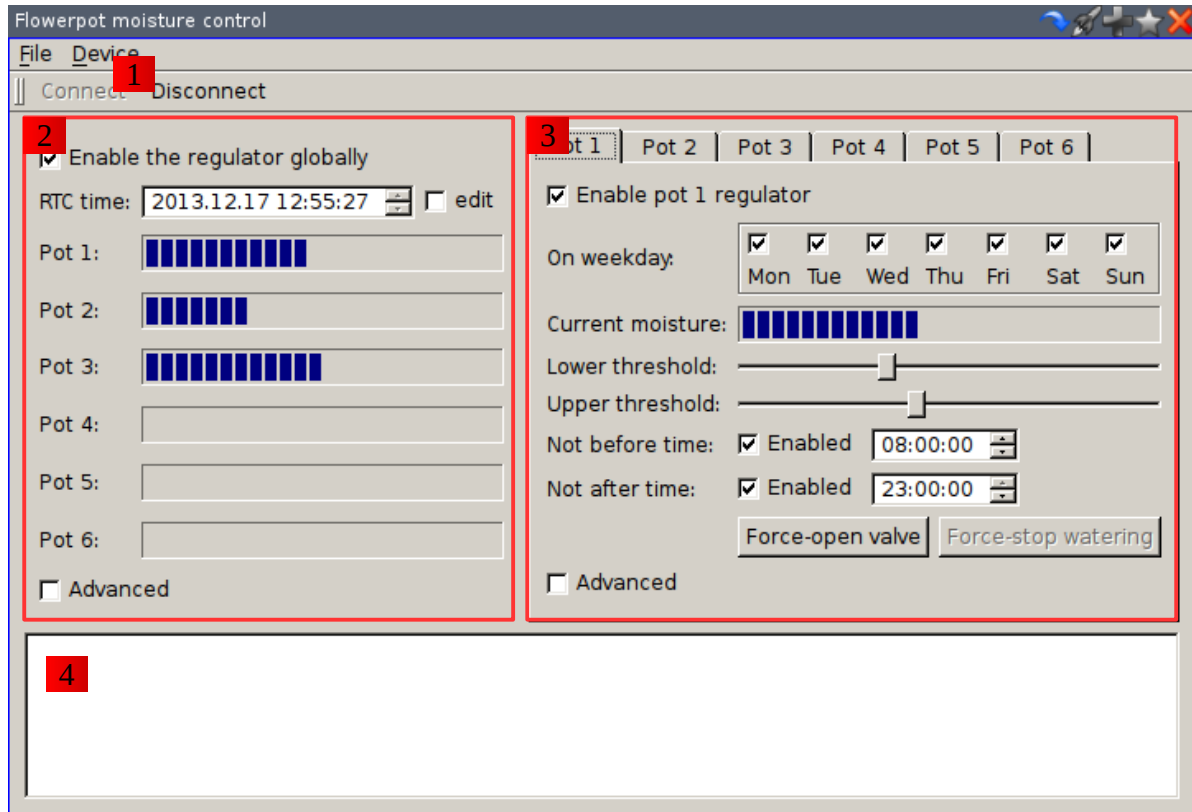 Flowerpot moisture control
File Device
1
Connect Disconnect
2
Enable the regulator globally
RTC time: 2013.12.17 12:55:27 edit
Pot 1:
Pot 2:
Pot 3:
Pot 4:
Pot 5:
Pot 6:
Advanced
3
Pot 1 Pot 2 Pot 3 Pot 4 Pot 5 Pot 6
Enable pot 1 regulator
On weekday:
Mon Tue Wed Thu Fri Sat Sun
Current moisture:
Lower threshold:
Upper threshold:
Not before time: Enabled 08:00:00
Not after time: Enabled 23:00:00
Force-open valve Force-stop watering
Advanced
4